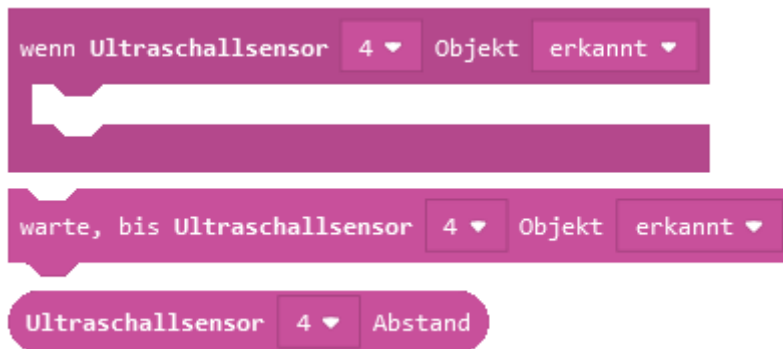 wenn Ultraschallsensor 4 Objekt erkannt
warte, bis Ultraschallsensor 4 Objekt erkannt
Ultraschallsensor 4 Abstand